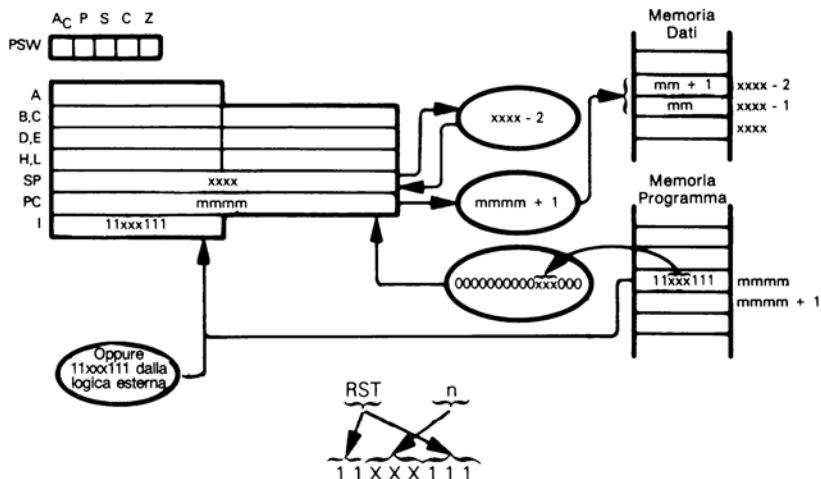 A_C P S C Z
PSW
Memoria
Dati
A
B,C
D,E
H,L
SP xxxx
PC mmmm
I 11xxx111
xxxx - 2
mmmm + 1
mm + 1 xxxx - 2
mm xxxx - 1
xxxx
Memoria
Programma
0000000000xxx000
11xxx111 mmmm
mmmm + 1
Oppure
11xxx111 dalla
logica esterna
RST n
1 1 X X X 1 1 1